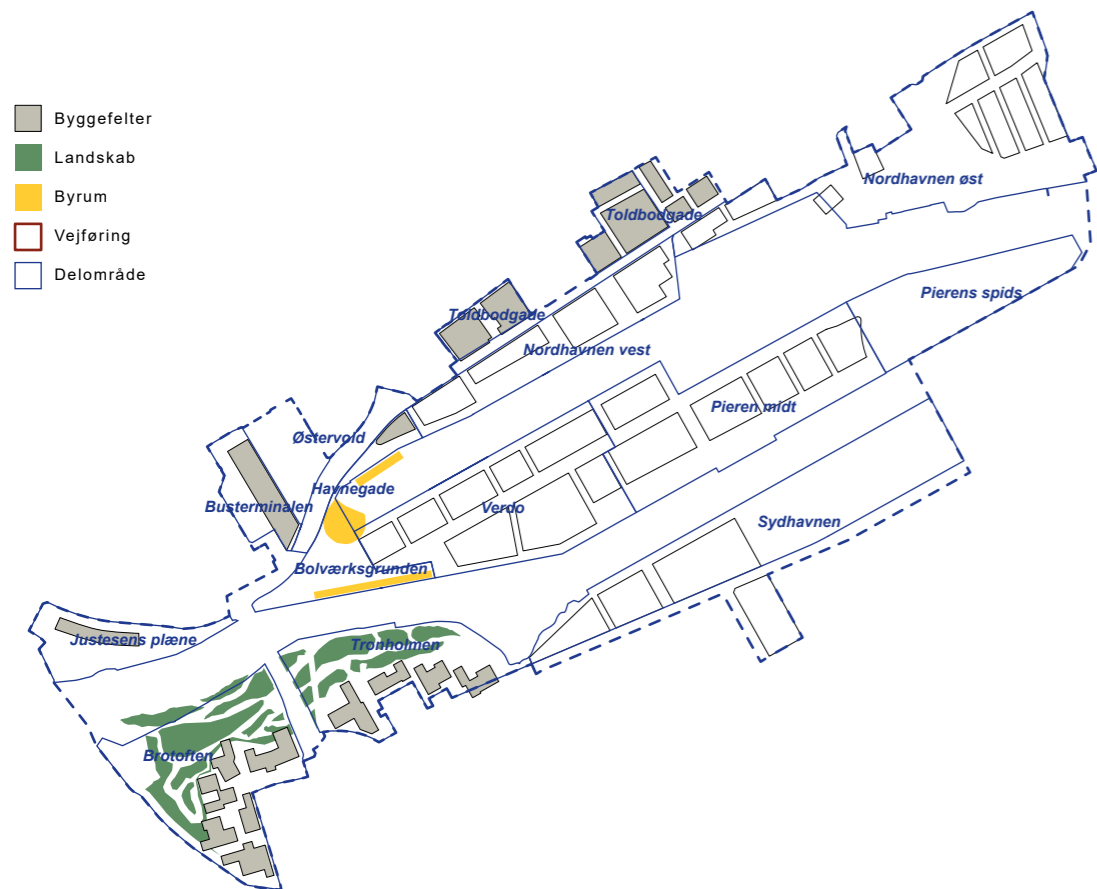 Byggefelter
Landskab
Byrum
Vejføring
Delområde
Nordhavnen øst
Toldbodgade
Pierens spids
Toldbodgade
Nordhavnen vest
Pieren midt
Østervold
Havnegade
Busterminalen
Verdo
Sydhavnen
Bolværksgrunden
Justesens plæne
Tronholmen
Brotoften